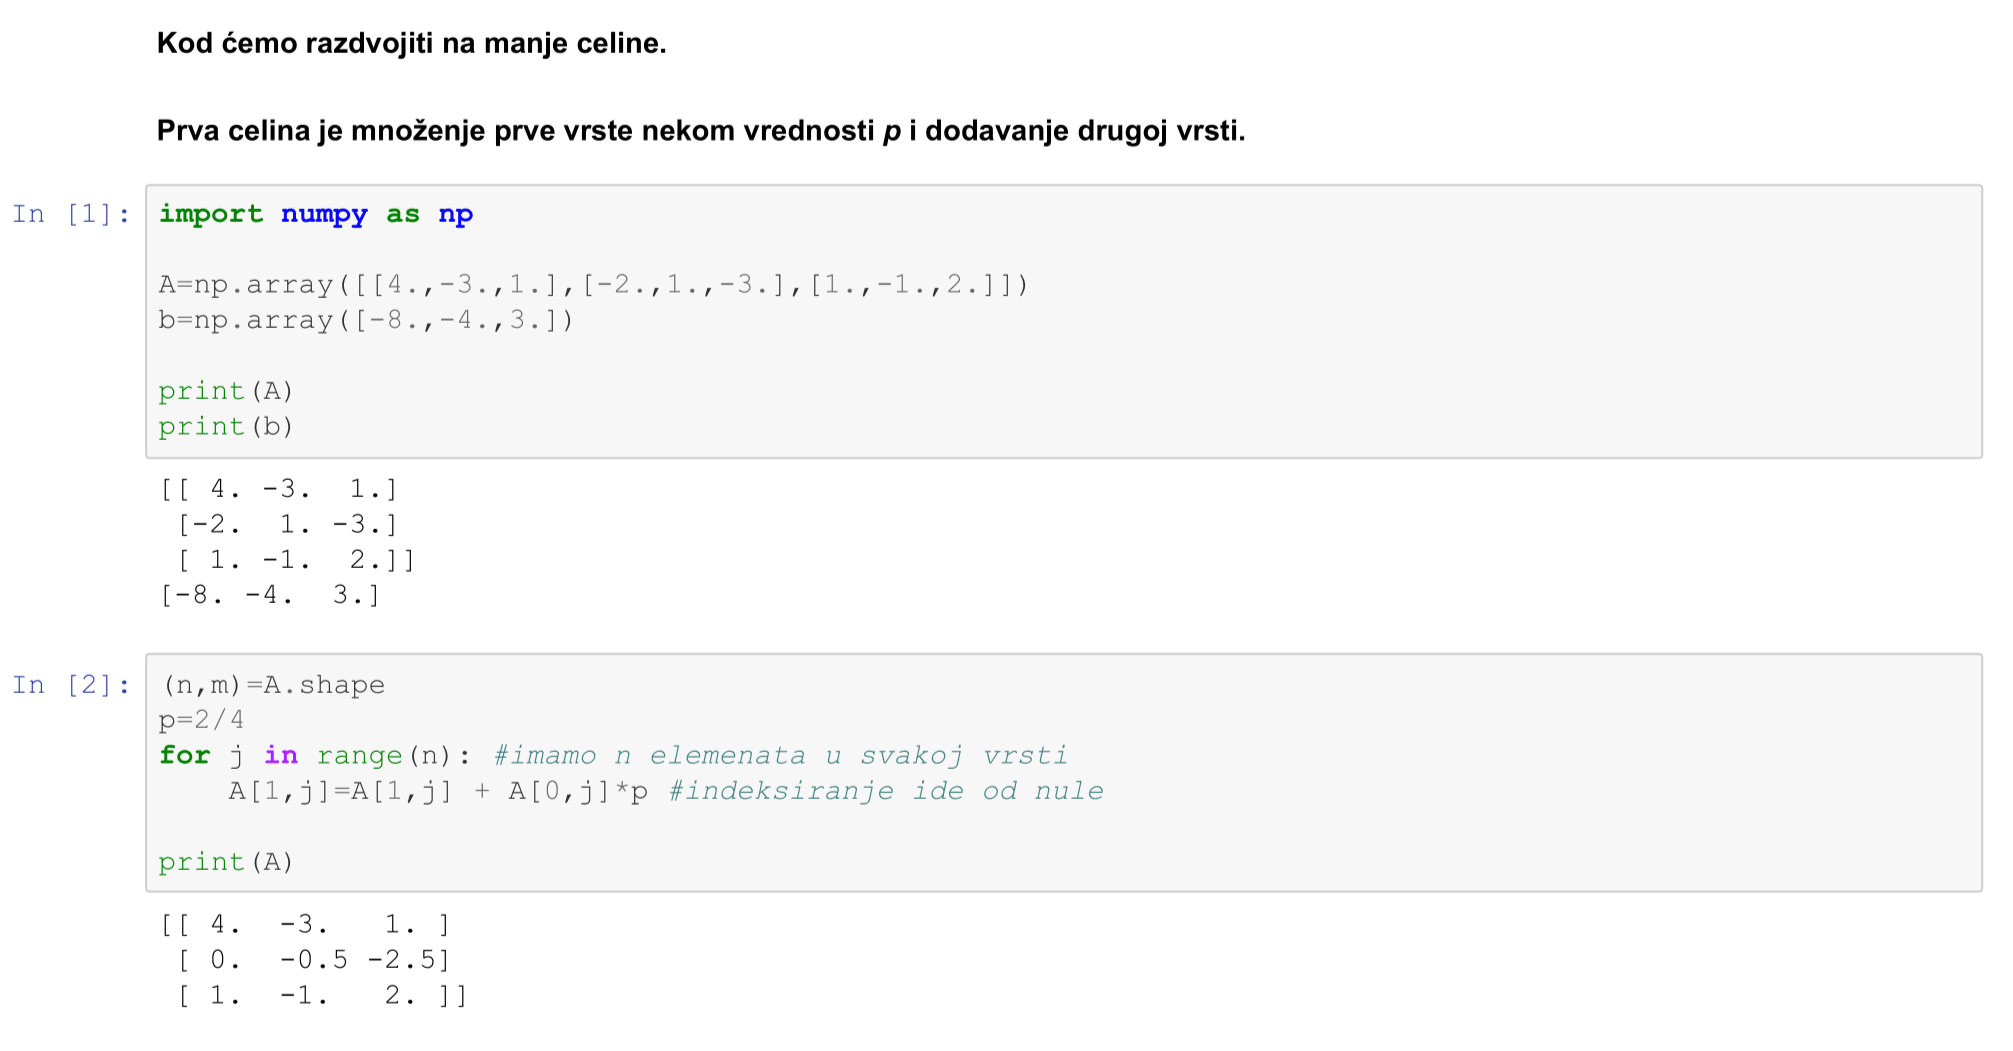 Kod ćemo razdvojiti na manje celine.
Prva celina je množenje prve vrste nekom vrednosti p i dodavanje drugoj vrsti.
In [1]: import numpy as np
A=np.array([[4.,-3.,1.],[-2.,1.,-3.],[1.,-1.,2.]])
b=np.array([-8.,-4.,3.])
print(A)
print(b)
[[ 4. -3.  1.]
 [-2.  1. -3.]
 [ 1. -1.  2.]]
[-8. -4.  3.]
In [2]: (n,m)=A.shape
p=2/4
for j in range(n): #imamo n elemenata u svakoj vrsti
    A[1,j]=A[1,j] + A[0,j]*p #indeksiranje ide od nule
print(A)
[[ 4.  -3.   1. ]
 [ 0.  -0.5 -2.5]
 [ 1.  -1.   2. ]]